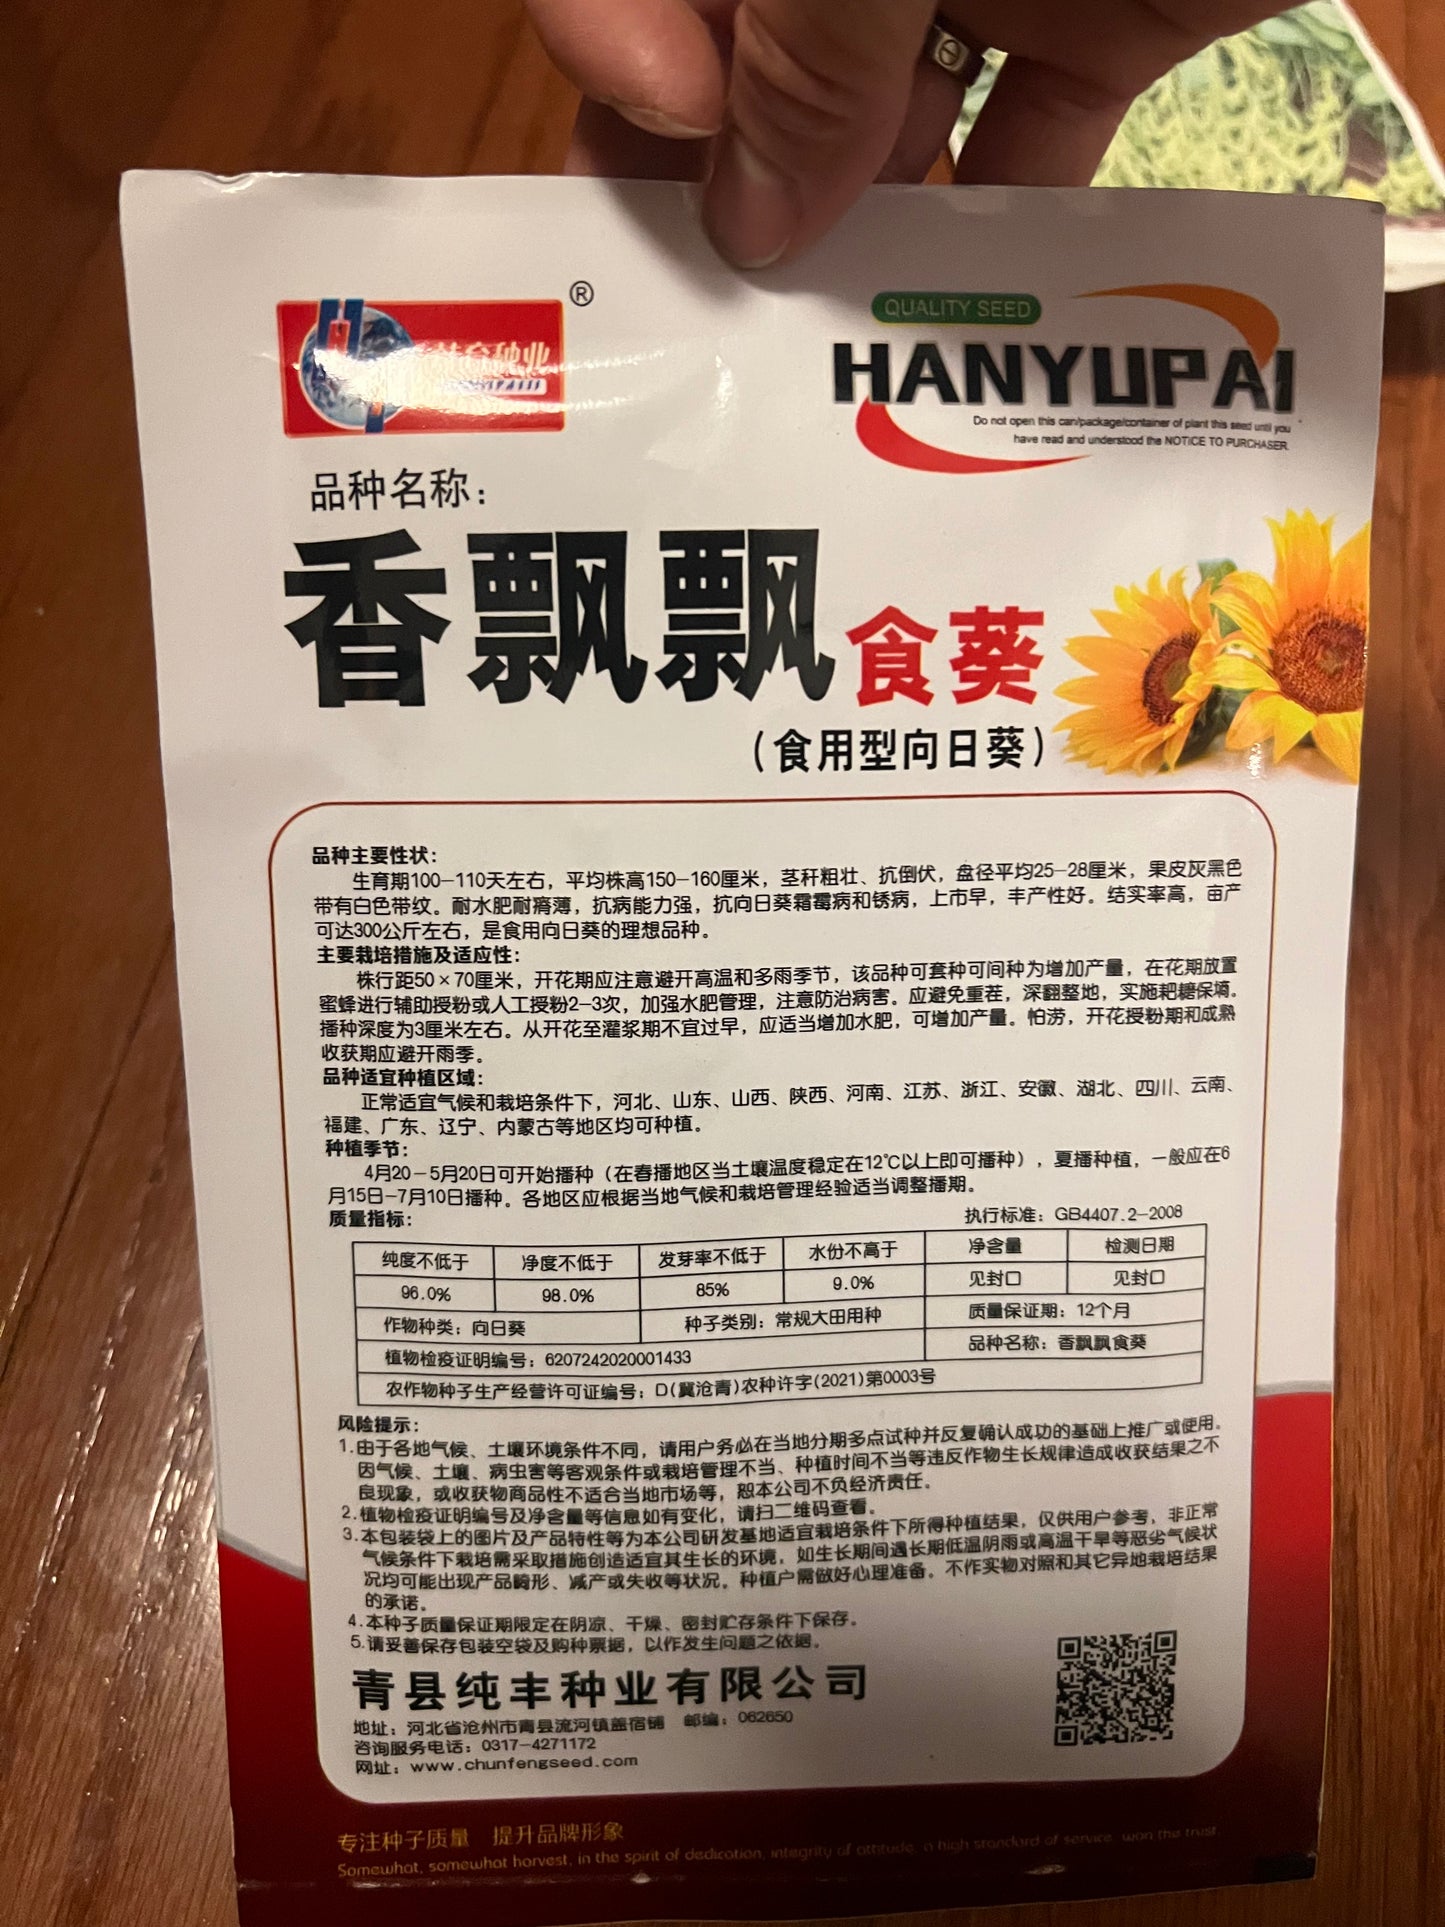 ®
种业
QUALITY SEED
HANYUPAI
Do not open this can/package/container of plant this seed until you
have read and understood the NOTICE TO PURCHASER.
品种名称：
香飘飘食葵
（食用型向日葵）
品种主要性状：
生育期100-110天左右，平均株高150-160厘米，茎秆粗壮、抗倒伏，盘径平均25-28厘米，果皮灰黑色
带有白色带纹。耐水肥耐瘠薄，抗病能力强，抗向日葵霜霉病和锈病，上市早，丰产性好。结实率高，亩产
可达300公斤左右，是食用向日葵的理想品种。
主要栽培措施及适应性：
株行距50×70厘米，开花期应注意避开高温和多雨季节，该品种可套种可间种为增加产量，在花期放置
蜜蜂进行辅助授粉或人工授粉2-3次，加强水肥管理，注意防治病害。应避免重茬，深翻整地，实施耙耱保墒。
播种深度为3厘米左右。从开花至灌浆期不宜过早，应适当增加水肥，可增加产量。怕涝，开花授粉期和成熟
收获期应避开雨季。
品种适宜种植区域：
正常适宜气候和栽培条件下，河北、山东、山西、陕西、河南、江苏、浙江、安徽、湖北、四川、云南、
福建、广东、辽宁、内蒙古等地区均可种植。
种植季节：
4月20-5月20日可开始播种（在春播地区当土壤温度稳定在12℃以上即可播种），夏播种植，一般应在6
月15日-7月10日播种。各地区应根据当地气候和栽培管理经验适当调整播期。
质量指标： 执行标准：GB4407.2-2008
纯度不低于 净度不低于 发芽率不低于 水份不高于 净含量 检测日期
96.0% 98.0% 85% 9.0% 见封口 见封口
作物种类：向日葵 种子类别：常规大田用种 质量保证期：12个月
植物检疫证明编号：6207242020001433 品种名称：香飘飘食葵
农作物种子生产经营许可证编号：D(冀沧青)农种许字(2021)第0003号
风险提示：
1.由于各地气候、土壤环境条件不同，请用户务必在当地分期多点试种并反复确认成功的基础上推广或使用。
因气候、土壤、病虫害等客观条件或栽培管理不当、种植时间不当等违反作物生长规律造成收获结果之不
良现象，或收获物商品性不适合当地市场等，恕本公司不负经济责任。
2.植物检疫证明编号及净含量等信息如有变化，请扫二维码查看。
3.本包装袋上的图片及产品特性等为本公司研发基地适宜栽培条件下所得种植结果，仅供用户参考，非正常
气候条件下栽培需采取措施创造适宜其生长的环境，如生长期间遇长期低温阴雨或高温干旱等恶劣气候状
况均可能出现产品畸形、减产或失收等状况。种植户需做好心理准备。不作实物对照和其它异地栽培结果
的承诺。
4.本种子质量保证期限定在阴凉、干燥、密封贮存条件下保存。
5.请妥善保存包装空袋及购种票据，以作发生问题之依据。
青县纯丰种业有限公司
地址：河北省沧州市青县流河镇盖宿铺 邮编：062650
咨询服务电话：0317-4271172
网址：www.chunfengseed.com
专注种子质量 提升品牌形象
Somewhat, somewhat harvest, in the spirit of dedication, integrity of attitude, a high standard of service, won the trust.